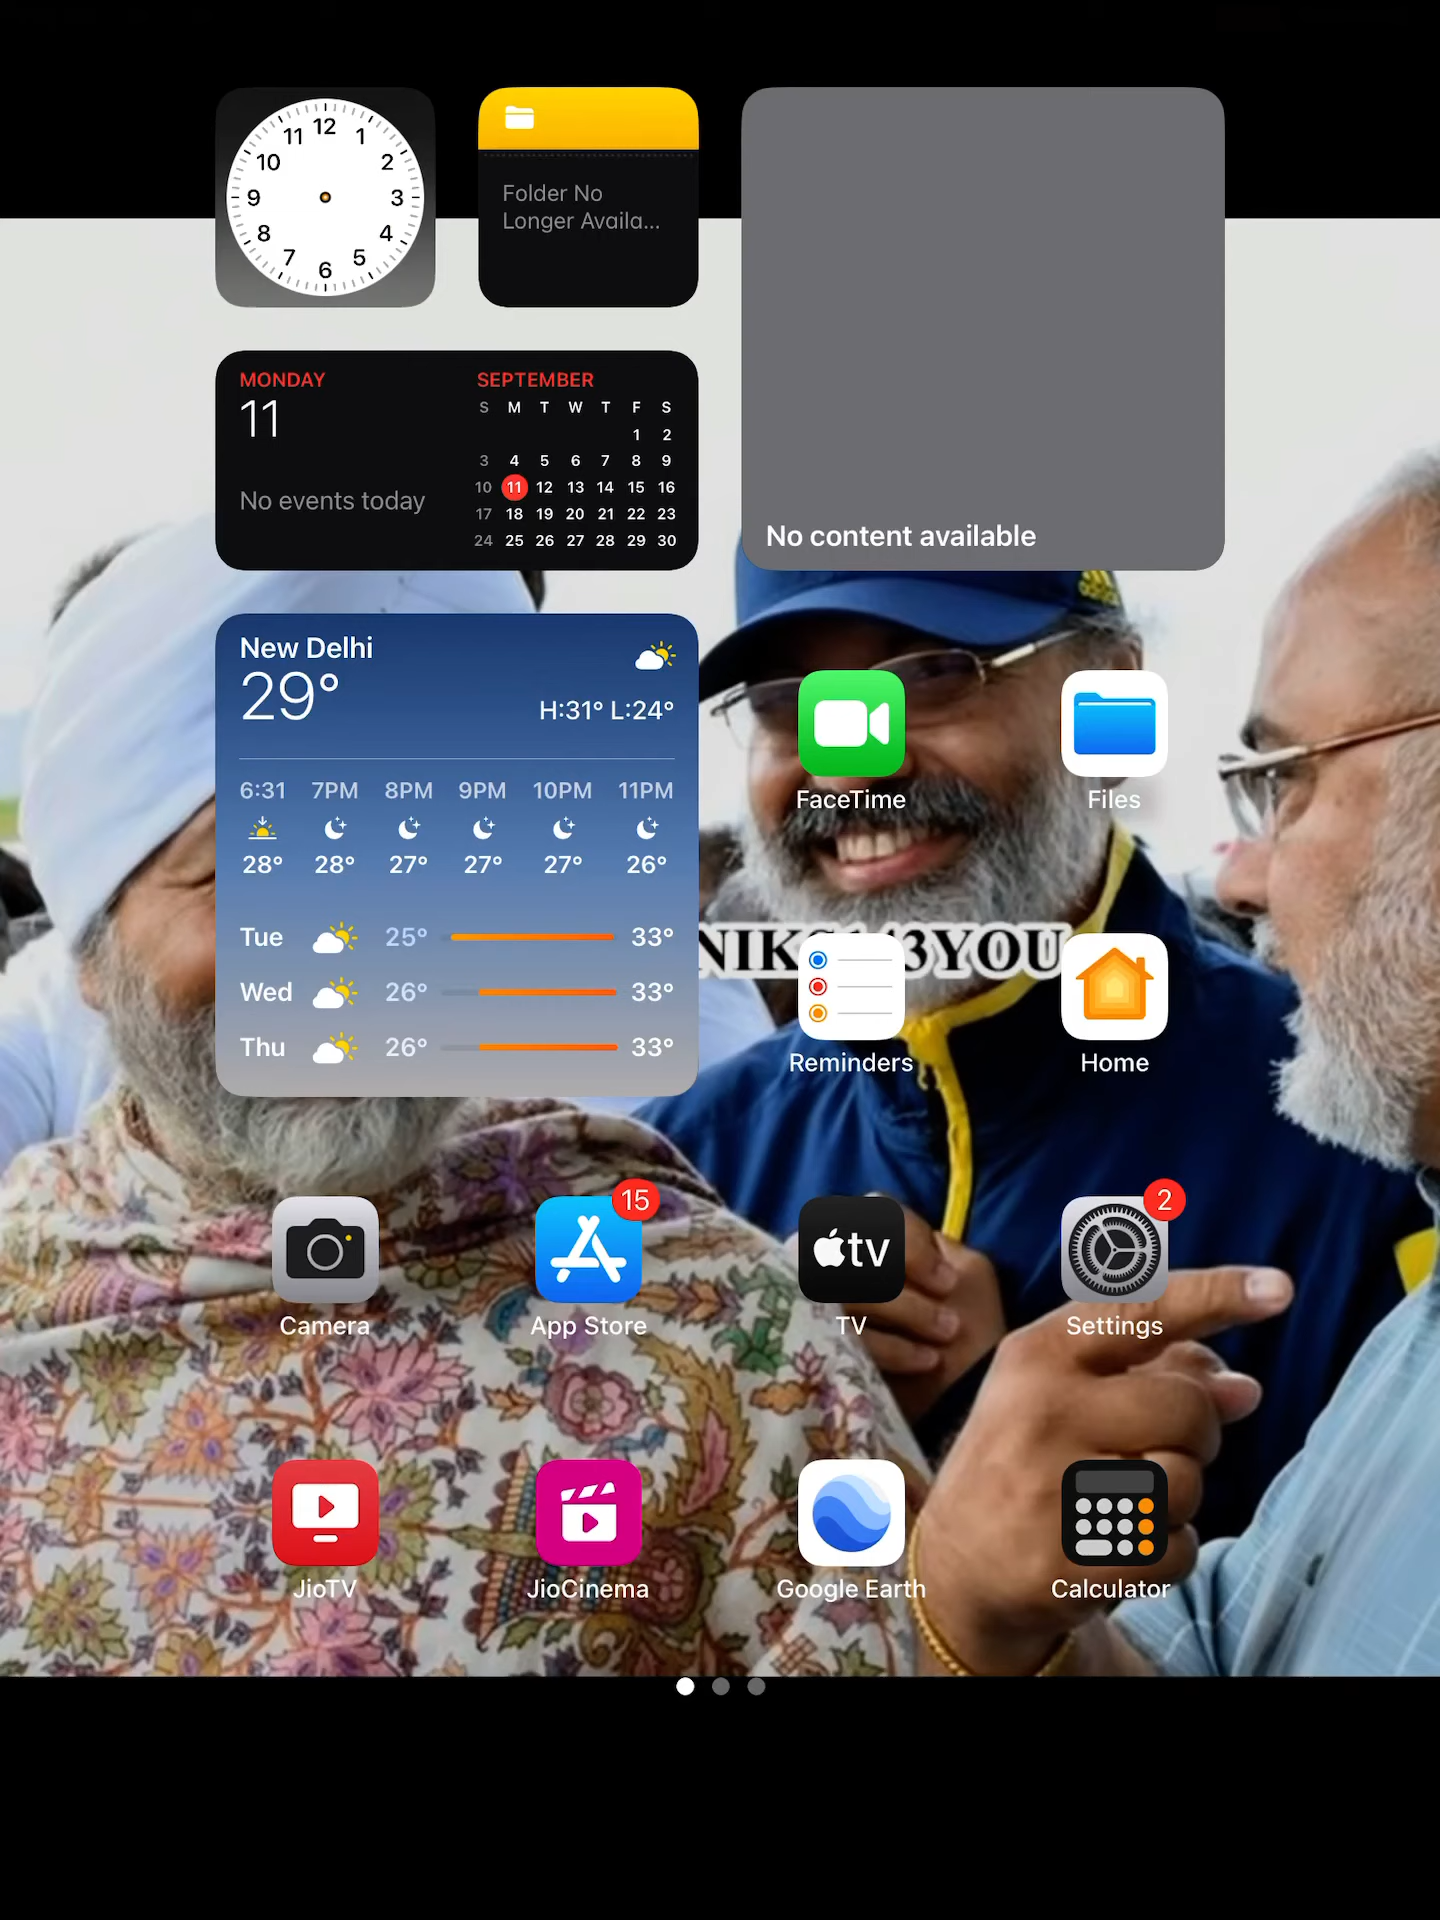 12
11
1
10
2
9
3
8
4
7
5
6
Folder No
Longer Availa...
No content available
MONDAY
11
No events today
SEPTEMBER
S M T W T F S
1 2
3 4 5 6 7 8 9
10 11 12 13 14 15 16
17 18 19 20 21 22 23
24 25 26 27 28 29 30
New Delhi
29°
H:31° L:24°
6:31 7PM 8PM 9PM 10PM 11PM
28° 28° 27° 27° 27° 26°
Tue 25° 33°
Wed 26° 33°
Thu 26° 33°
FaceTime
Files
Reminders
Home
15
tv
2
Camera
App Store
TV
Settings
JioTV
JioCinema
Google Earth
Calculator